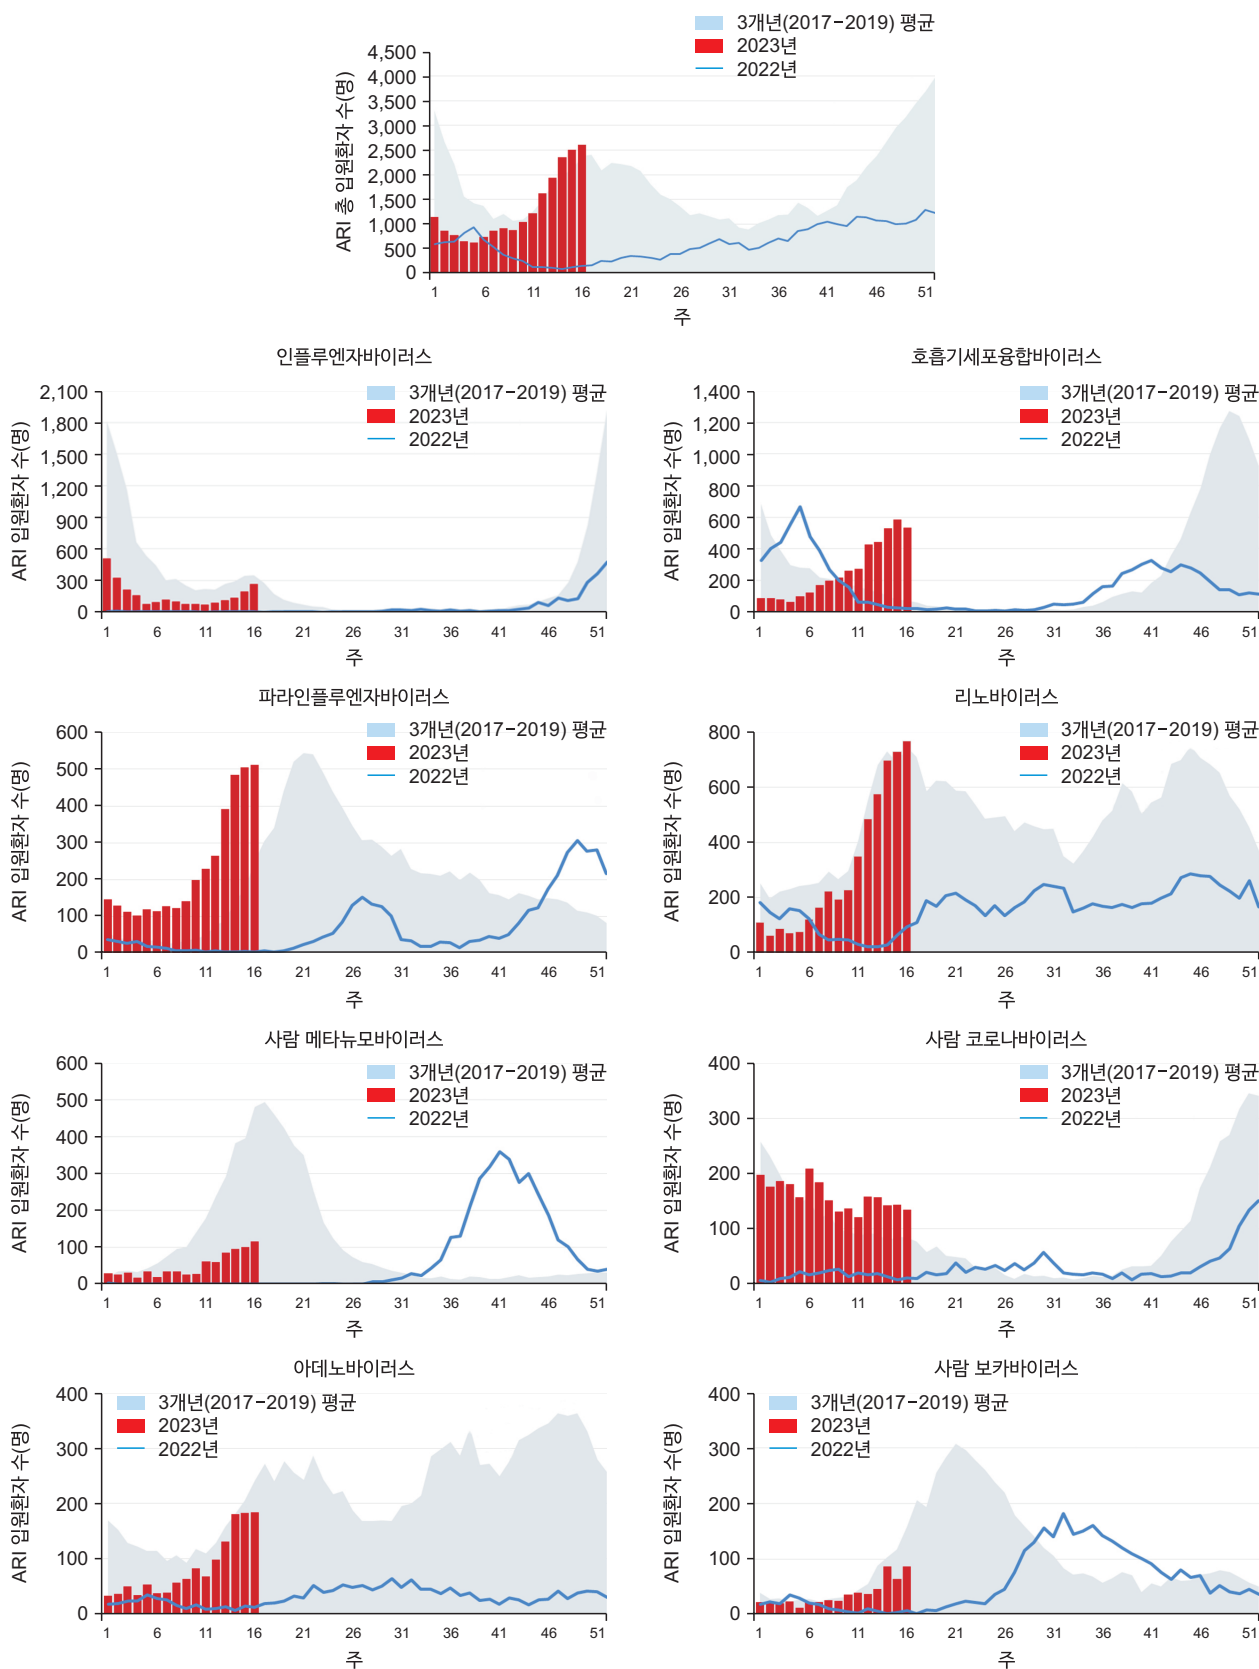 3개년(2017-2019) 평균
2023년
2022년
ARI 총 입원환자 수(명)
4,500
4,000
3,500
3,000
2,500
2,000
1,500
1,000
500
0
1 6 11 16 21 26 31 36 41 46 51
주
인플루엔자바이러스
3개년(2017-2019) 평균
2023년
2022년
ARI 입원환자 수(명)
2,100
1,800
1,500
1,200
900
600
300
0
1 6 11 16 21 26 31 36 41 46 51
주
호흡기세포융합바이러스
3개년(2017-2019) 평균
2023년
2022년
ARI 입원환자 수(명)
1,400
1,200
1,000
800
600
400
200
0
1 6 11 16 21 26 31 36 41 46 51
주
파라인플루엔자바이러스
3개년(2017-2019) 평균
2023년
2022년
ARI 입원환자 수(명)
600
500
400
300
200
100
0
1 6 11 16 21 26 31 36 41 46 51
주
리노바이러스
3개년(2017-2019) 평균
2023년
2022년
ARI 입원환자 수(명)
800
600
400
200
0
1 6 11 16 21 26 31 36 41 46 51
주
사람 메타뉴모바이러스
3개년(2017-2019) 평균
2023년
2022년
ARI 입원환자 수(명)
600
500
400
300
200
100
0
1 6 11 16 21 26 31 36 41 46 51
주
사람 코로나바이러스
3개년(2017-2019) 평균
2023년
2022년
ARI 입원환자 수(명)
400
300
200
100
0
1 6 11 16 21 26 31 36 41 46 51
주
아데노바이러스
3개년(2017-2019) 평균
2023년
2022년
ARI 입원환자 수(명)
400
300
200
100
0
1 6 11 16 21 26 31 36 41 46 51
주
사람 보카바이러스
3개년(2017-2019) 평균
2023년
2022년
ARI 입원환자 수(명)
400
300
200
100
0
1 6 11 16 21 26 31 36 41 46 51
주